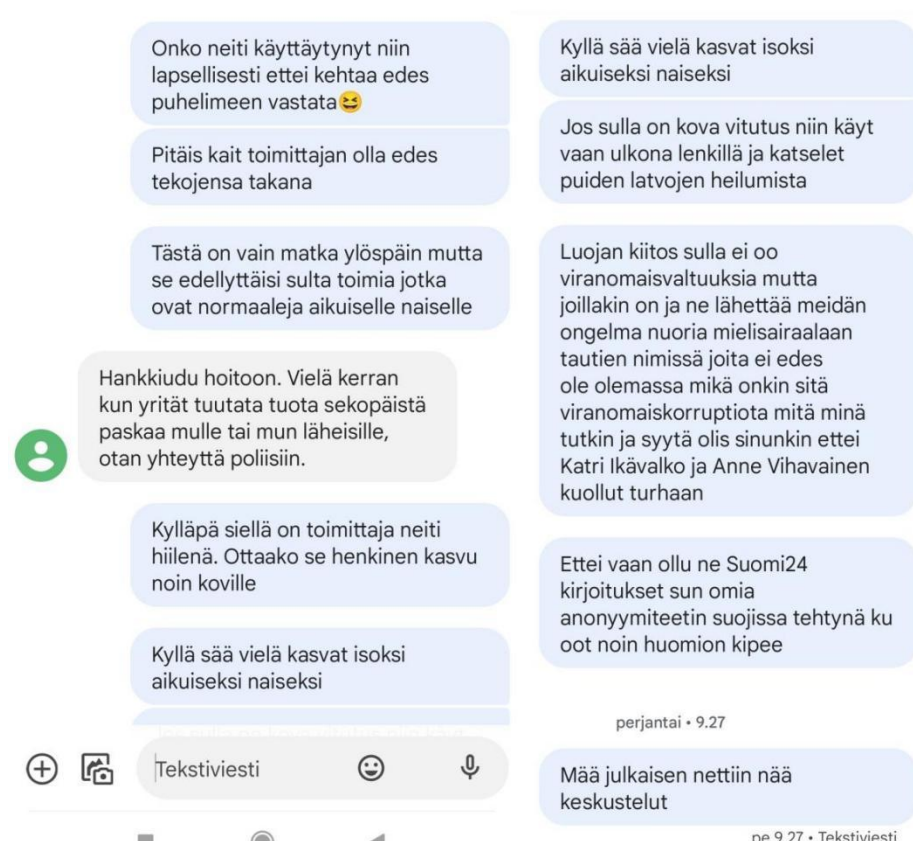 Onko neiti käyttäytynyt niin
lapsellisesti ettei kehtaa edes
puhelimeen vastata😆
Pitäis kait toimittajan olla edes
tekojensa takana
Tästä on vain matka ylöspäin mutta
se edellyttäisi sulta toimia jotka
ovat normaaleja aikuiselle naiselle
Hankkiudu hoitoon. Vielä kerran
kun yrität tuutata tuota sekopäistä
paskaa mulle tai mun läheisille,
otan yhteyttä poliisiin.
Kylläpä siellä on toimittaja neiti
hiilenä. Ottaako se henkinen kasvu
noin koville
Kyllä sää vielä kasvat isoksi
aikuiseksi naiseksi
Tekstiviesti
Kyllä sää vielä kasvat isoksi
aikuiseksi naiseksi
Jos sulla on kova vitutus niin käyt
vaan ulkona lenkillä ja katselet
puiden latvojen heilumista
Luojan kiitos sulla ei oo
viranomaisvaltuuksia mutta
joillakin on ja ne lähettää meidän
ongelma nuoria mielisairaalaan
tautien nimissä joita ei edes
ole olemassa mikä onkin sitä
viranomaiskorruptiota mitä minä
tutkin ja syytä olis sinunkin ettei
Katri Ikävalko ja Anne Vihavainen
kuollut turhaan
Ettei vaan ollu ne Suomi24
kirjoitukset sun omia
anonyymiteetin suojissa tehtynä ku
oot noin huomion kipee
perjantai • 9.27
Mää julkaisen nettiin nää
keskustelut
pe 9.27 • Tekstiviesti